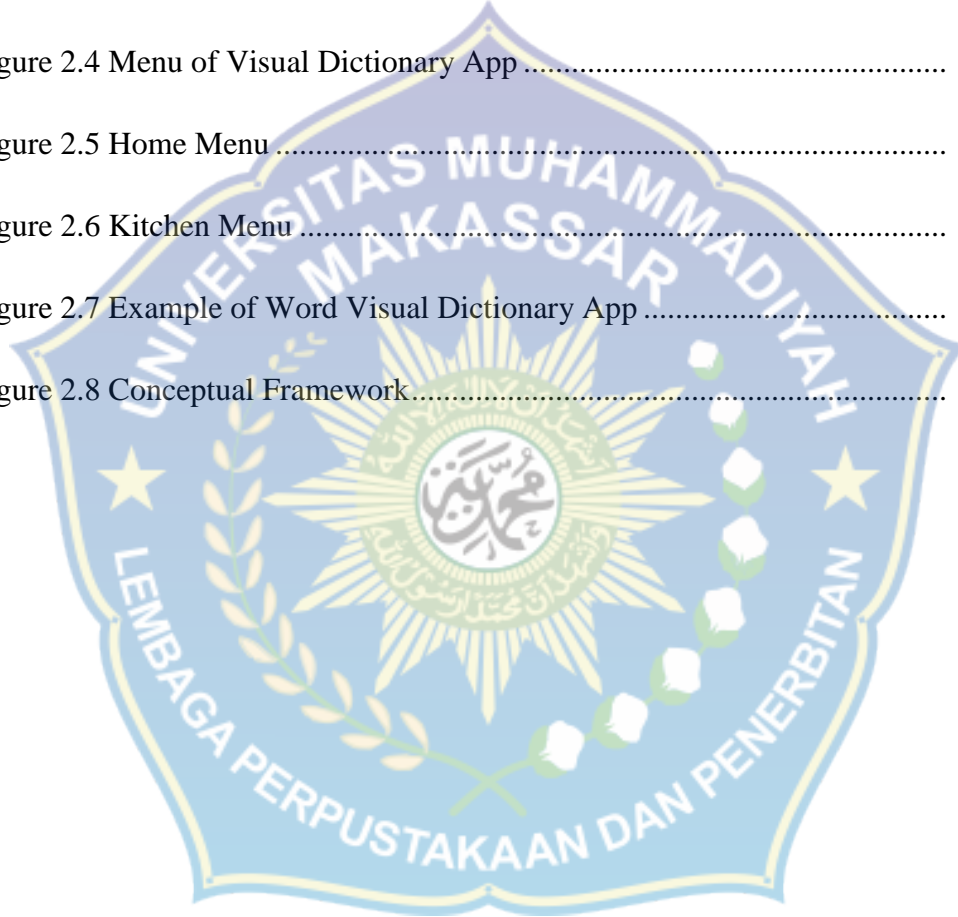 gure 2.4 Menu of Visual Dictionary App
gure 2.5 Home Menu
gure 2.6 Kitchen Menu
gure 2.7 Example of Word Visual Dictionary App
gure 2.8 Conceptual Framework
UNIVERSITAS MUHAMMADIYAH
MAKASSAR
محمد
LEMBAGA PERPUSTAKAAN DAN PENERBITAN